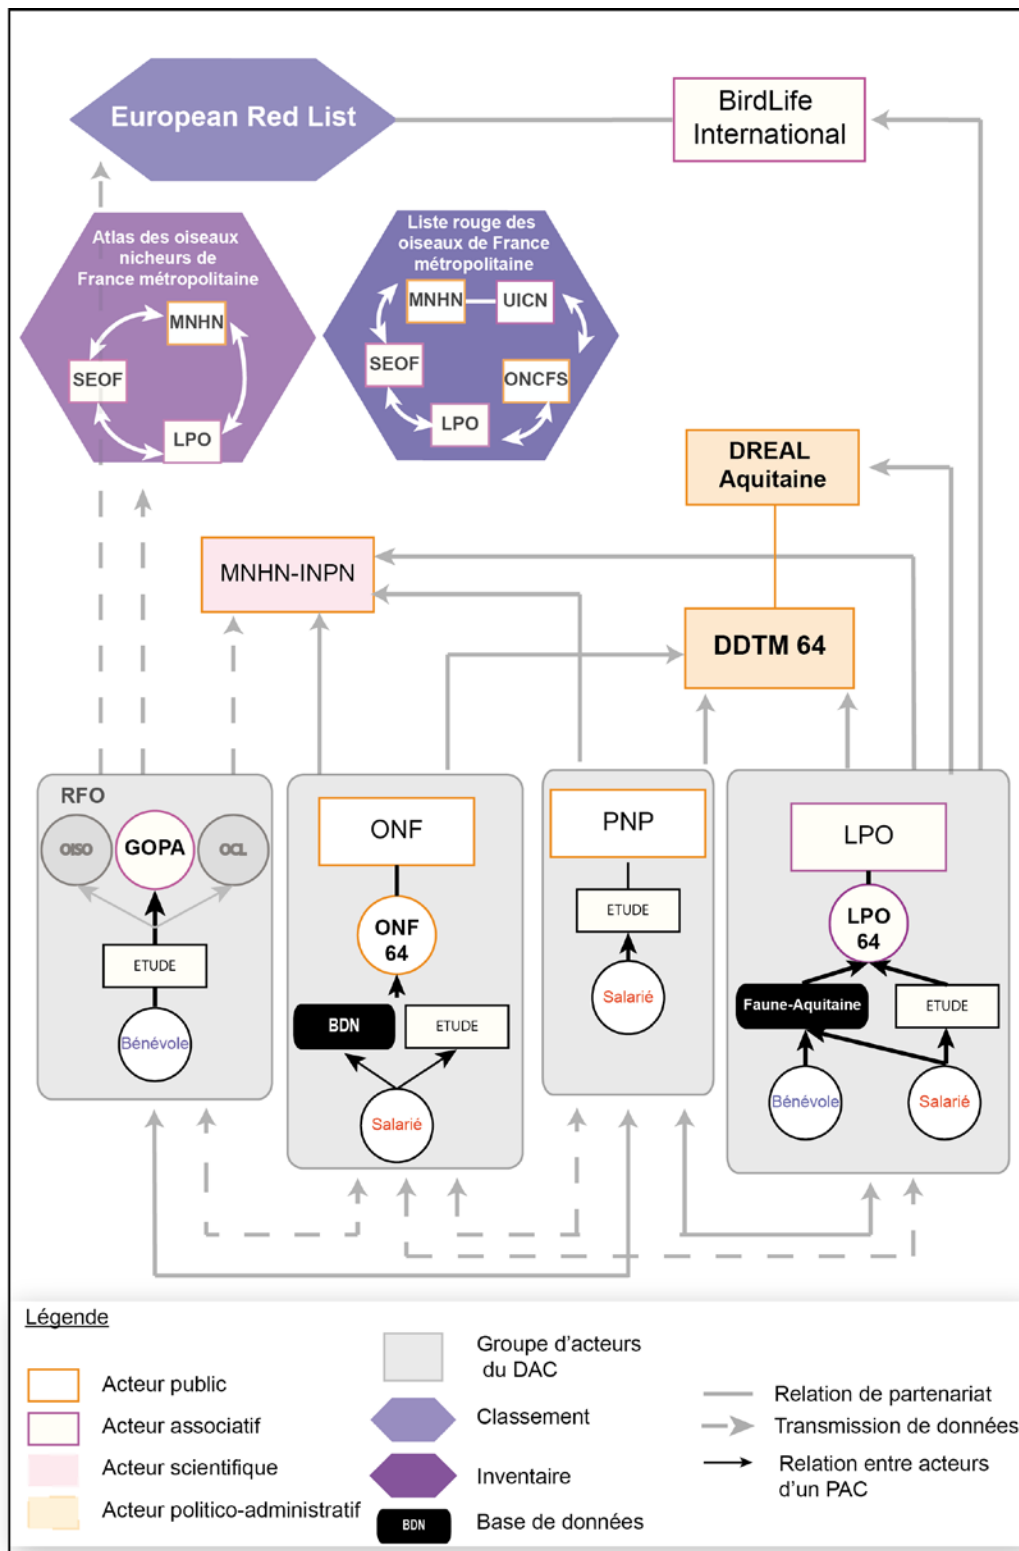 European Red List
BirdLife
International
Atlas des oiseaux
nicheurs de
France métropolitaine
MNHN
SEOF
LPO
Liste rouge des
oiseaux de France
métropolitaine
MNHN
UICN
SEOF
ONCFS
LPO
DREAL
Aquitaine
MNHN-INPN
DDTM 64
RFO
OISO
GOPA
OCL
ETUDE
Bénévole
ONF
ONF
64
BDN
ETUDE
Salarié
PNP
ETUDE
Salarié
LPO
LPO
64
Faune-Aquitaine
ETUDE
Bénévole
Salarié
Légende
Acteur public
Acteur associatif
Acteur scientifique
Acteur politico-administratif
Groupe d'acteurs
du DAC
Classement
Inventaire
BDN
Base de données
Relation de partenariat
Transmission de données
Relation entre acteurs
d'un PAC